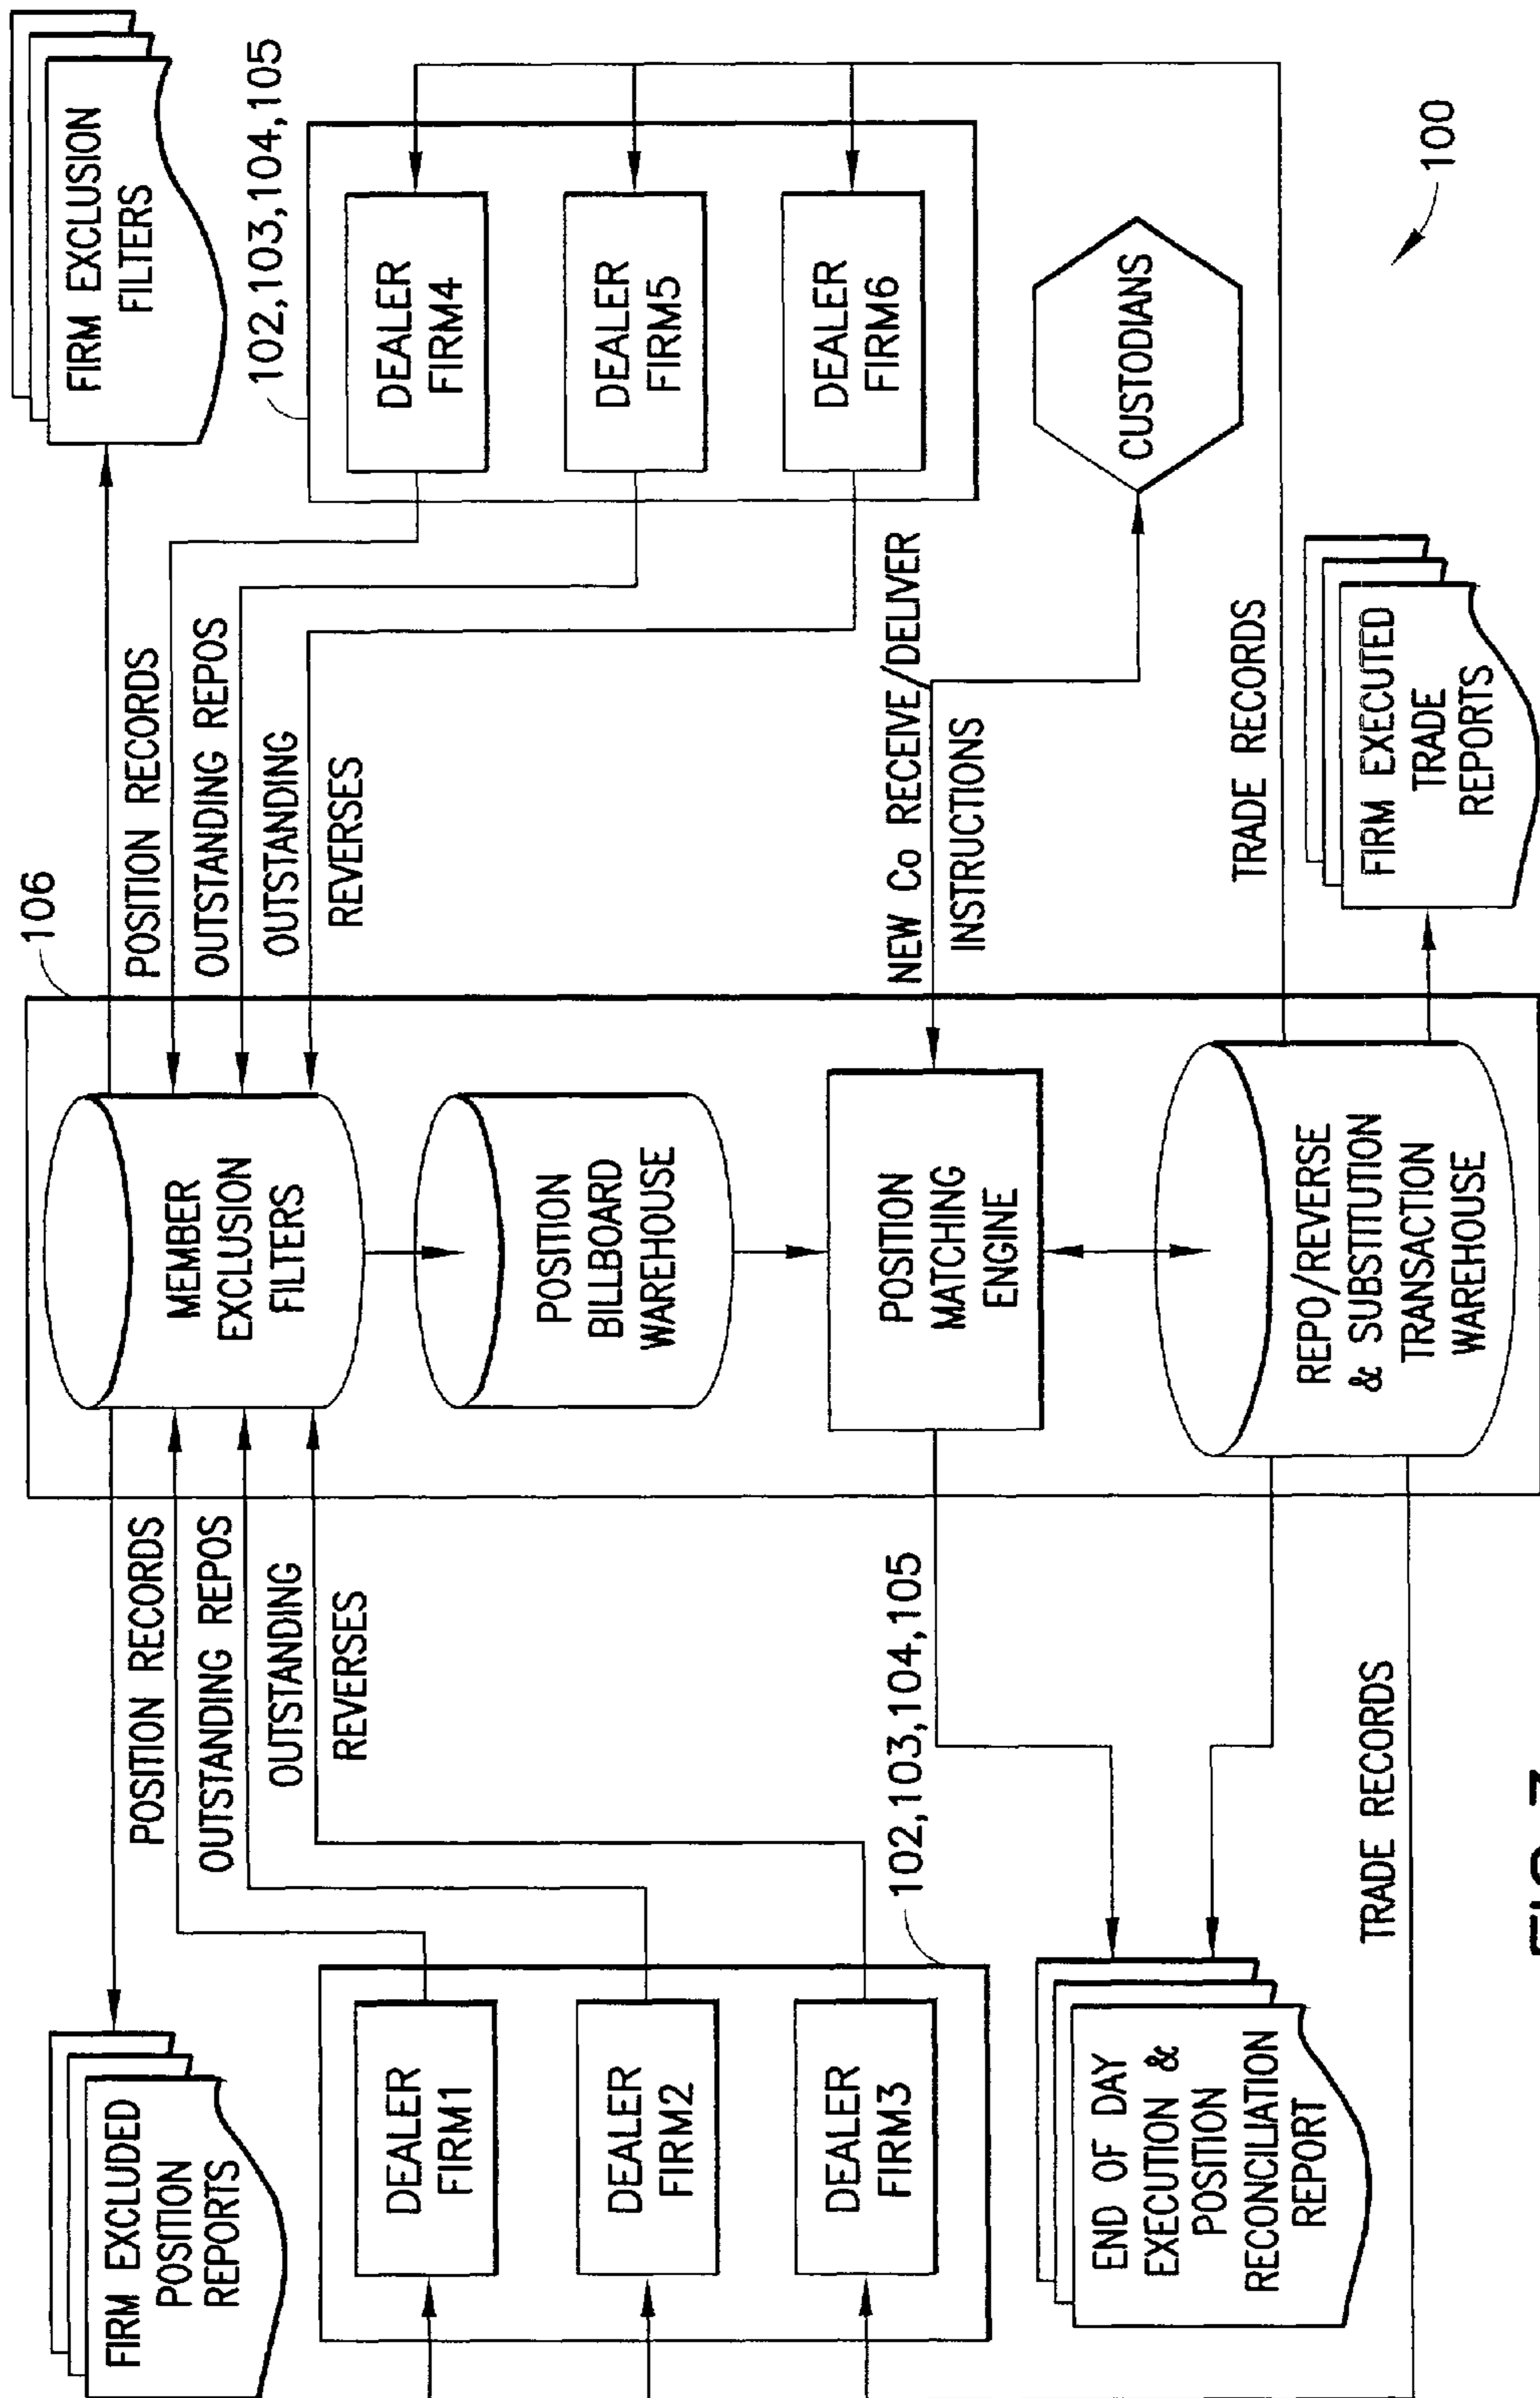 FIRM EXCLUDED
POSITION
REPORTS
DEALER
FIRM1
DEALER
FIRM2
DEALER
FIRM3
102,103,104,105
END OF DAY
EXECUTION &
POSITION
RECONCILIATION
REPORT
POSITION RECORDS
OUTSTANDING REPOS
OUTSTANDING
REVERSES
TRADE RECORDS
106
MEMBER
EXCLUSION
FILTERS
POSITION
BILLBOARD
WAREHOUSE
POSITION
MATCHING
ENGINE
REPO/REVERSE
& SUBSTITUTION
TRANSACTION
WAREHOUSE
POSITION RECORDS
OUTSTANDING REPOS
OUTSTANDING
REVERSES
NEW Co RECEIVE/DELIVER
INSTRUCTIONS
TRADE RECORDS
FIRM EXECUTED
TRADE
REPORTS
FIRM EXCLUSION
FILTERS
102,103,104,105
DEALER
FIRM4
DEALER
FIRM5
DEALER
FIRM6
CUSTODIANS
100